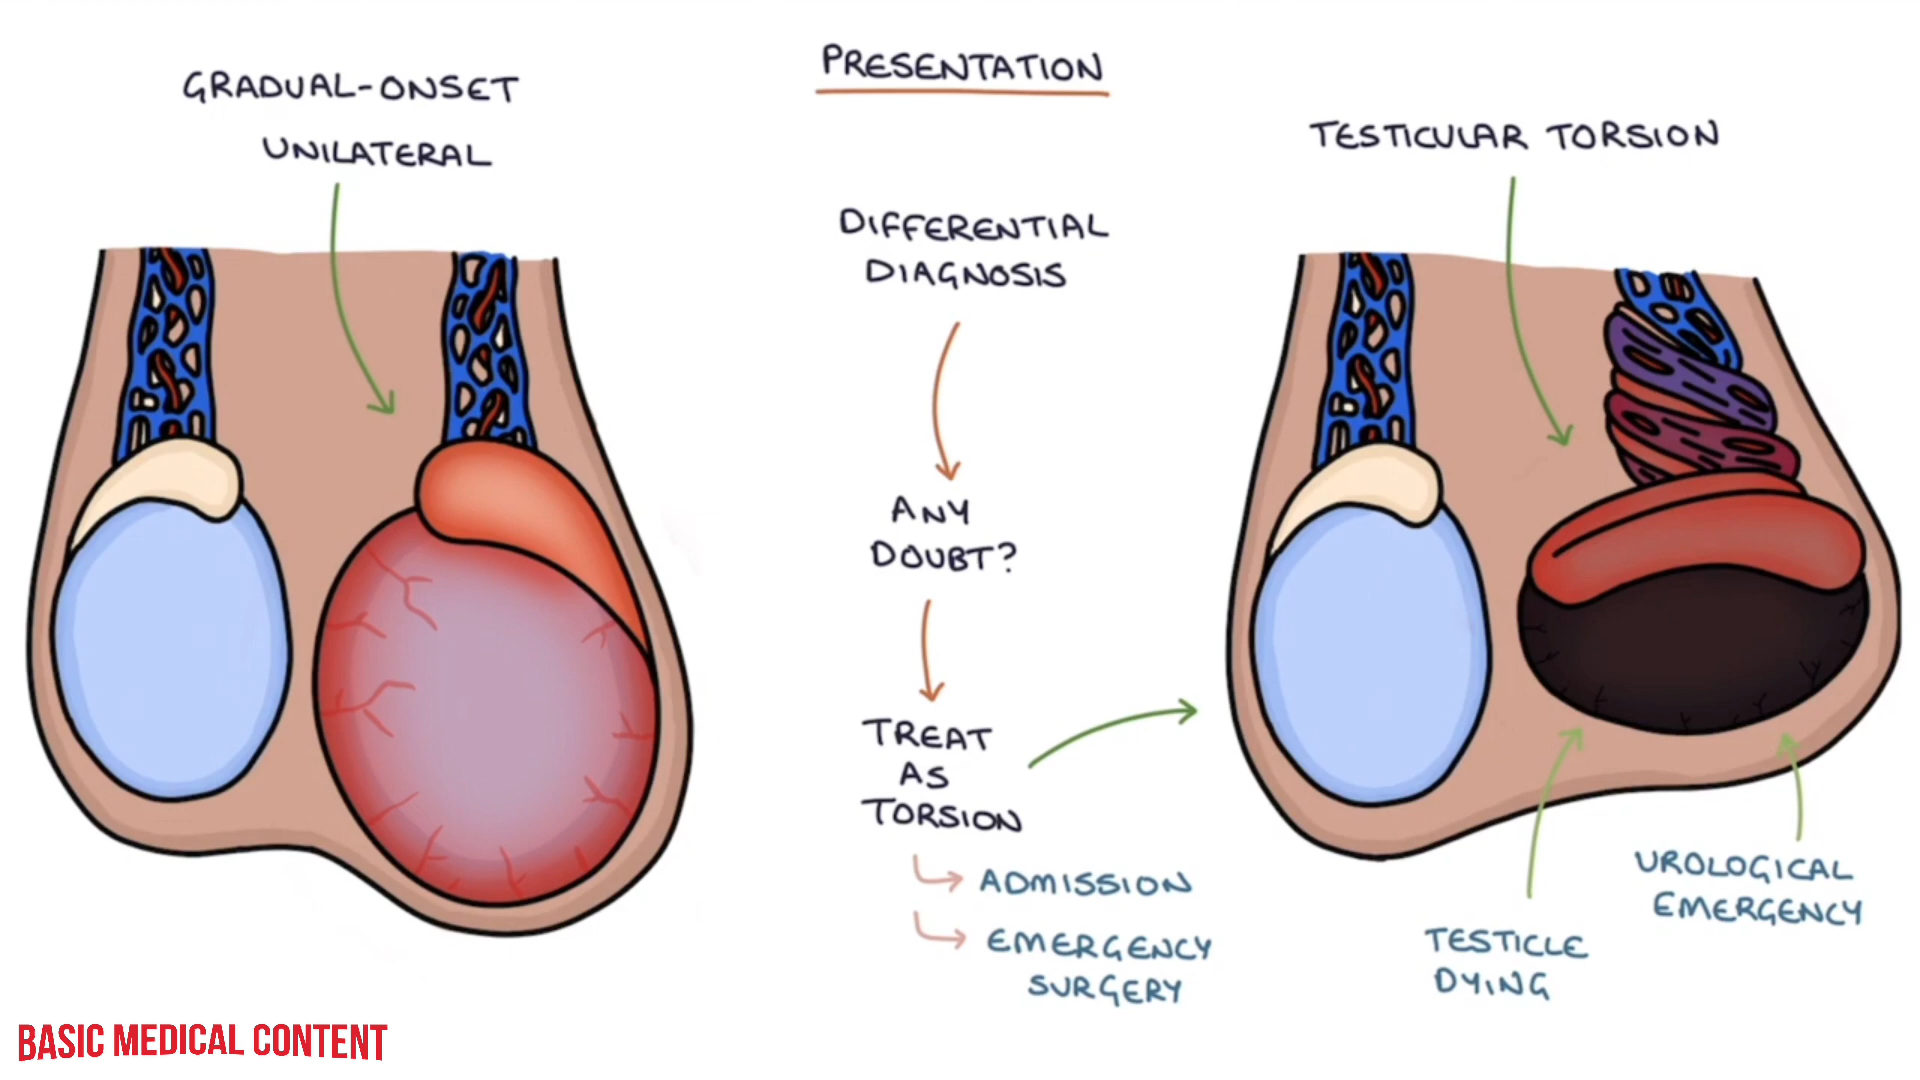 PRESENTATION
GRADUAL-ONSET
UNILATERAL
DIFFERENTIAL
DIAGNOSIS
ANY
DOUBT?
TREAT
AS
TORSION
ADMISSION
EMERGENCY
SURGERY
TESTICULAR TORSION
TESTICLE
DYING
UROLOGICAL
EMERGENCY
BASIC MEDICAL CONTENT